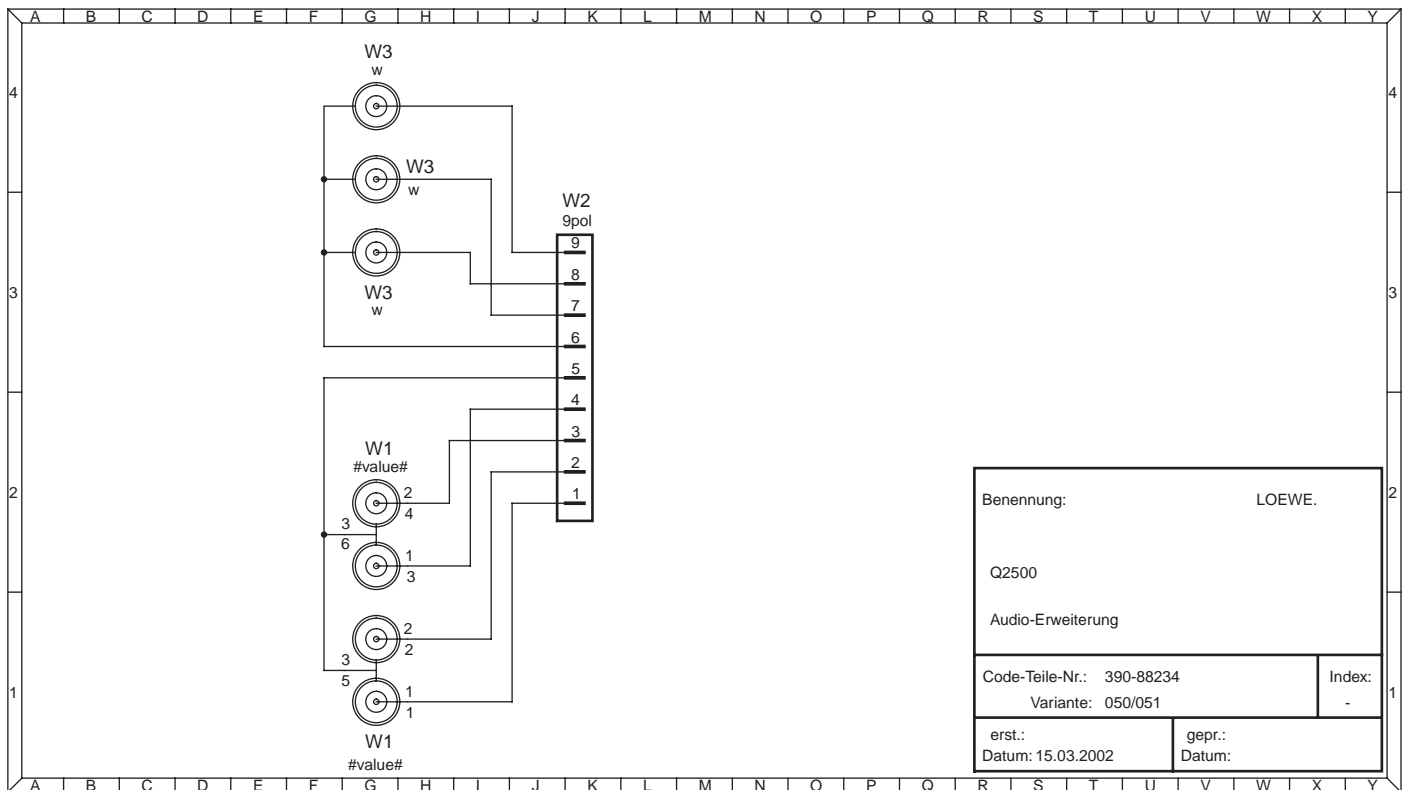 A B C D E F G H I J K L M N O P Q R S T U V W X Y
W3
w
4 4
W3
w
W2
9pol
9
8
W3
w
3 3
7
6
5
4
3
W1
#value#
2
1
2 2
2
4
3
6
1
3
2
2
3
5
1
1
1 1
W1
#value#
Benennung: LOEWE.
Q2500
Audio-Erweiterung
Code-Teile-Nr.: 390-88234 Index:
Variante: 050/051 -
erst.: gepr.:
Datum: 15.03.2002 Datum:
A B C D E F G H I J K L M N O P Q R S T U V W X Y